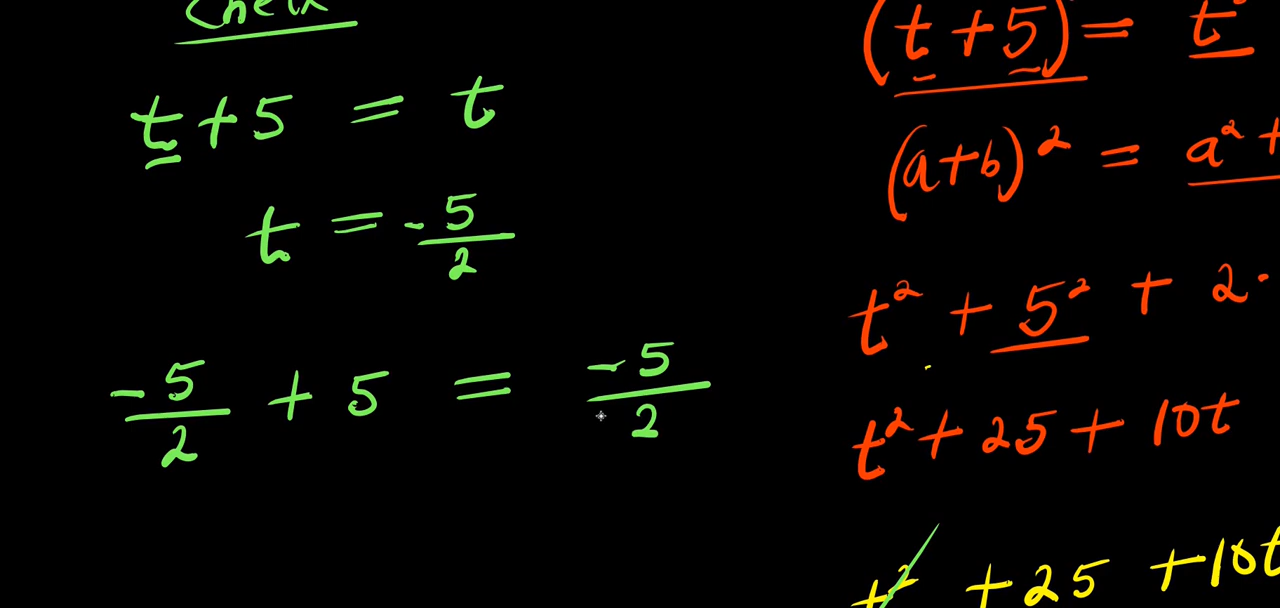 Check
t + 5 = t
t = - 5/2
-5/2 + 5 = -5/2
(t + 5) = t²
(a+b)² = a² +
t² + 5² + 2 ·
t² + 25 + 10t
t² + 25 + 10t